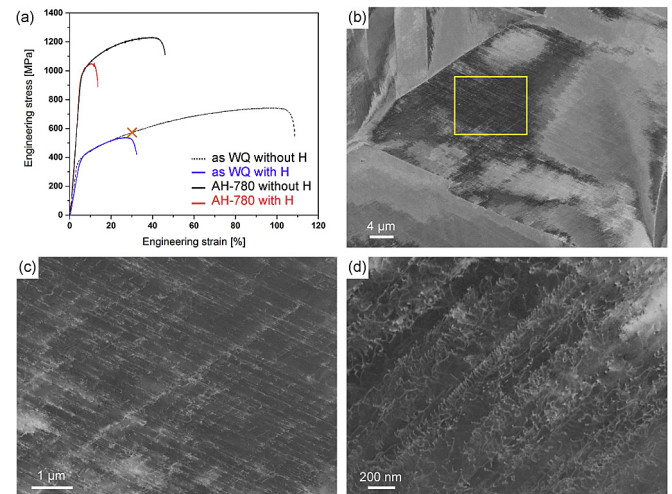 (a)
1400
1200
1000
800
600
400
200
0
0 20 40 60 80 100 120
Engineering stress [MPa]
Engineering strain [%]
as WQ without H
as WQ with H
AH-780 without H
AH-780 with H
(b)
4 μm
(c)
1 μm
(d)
200 nm